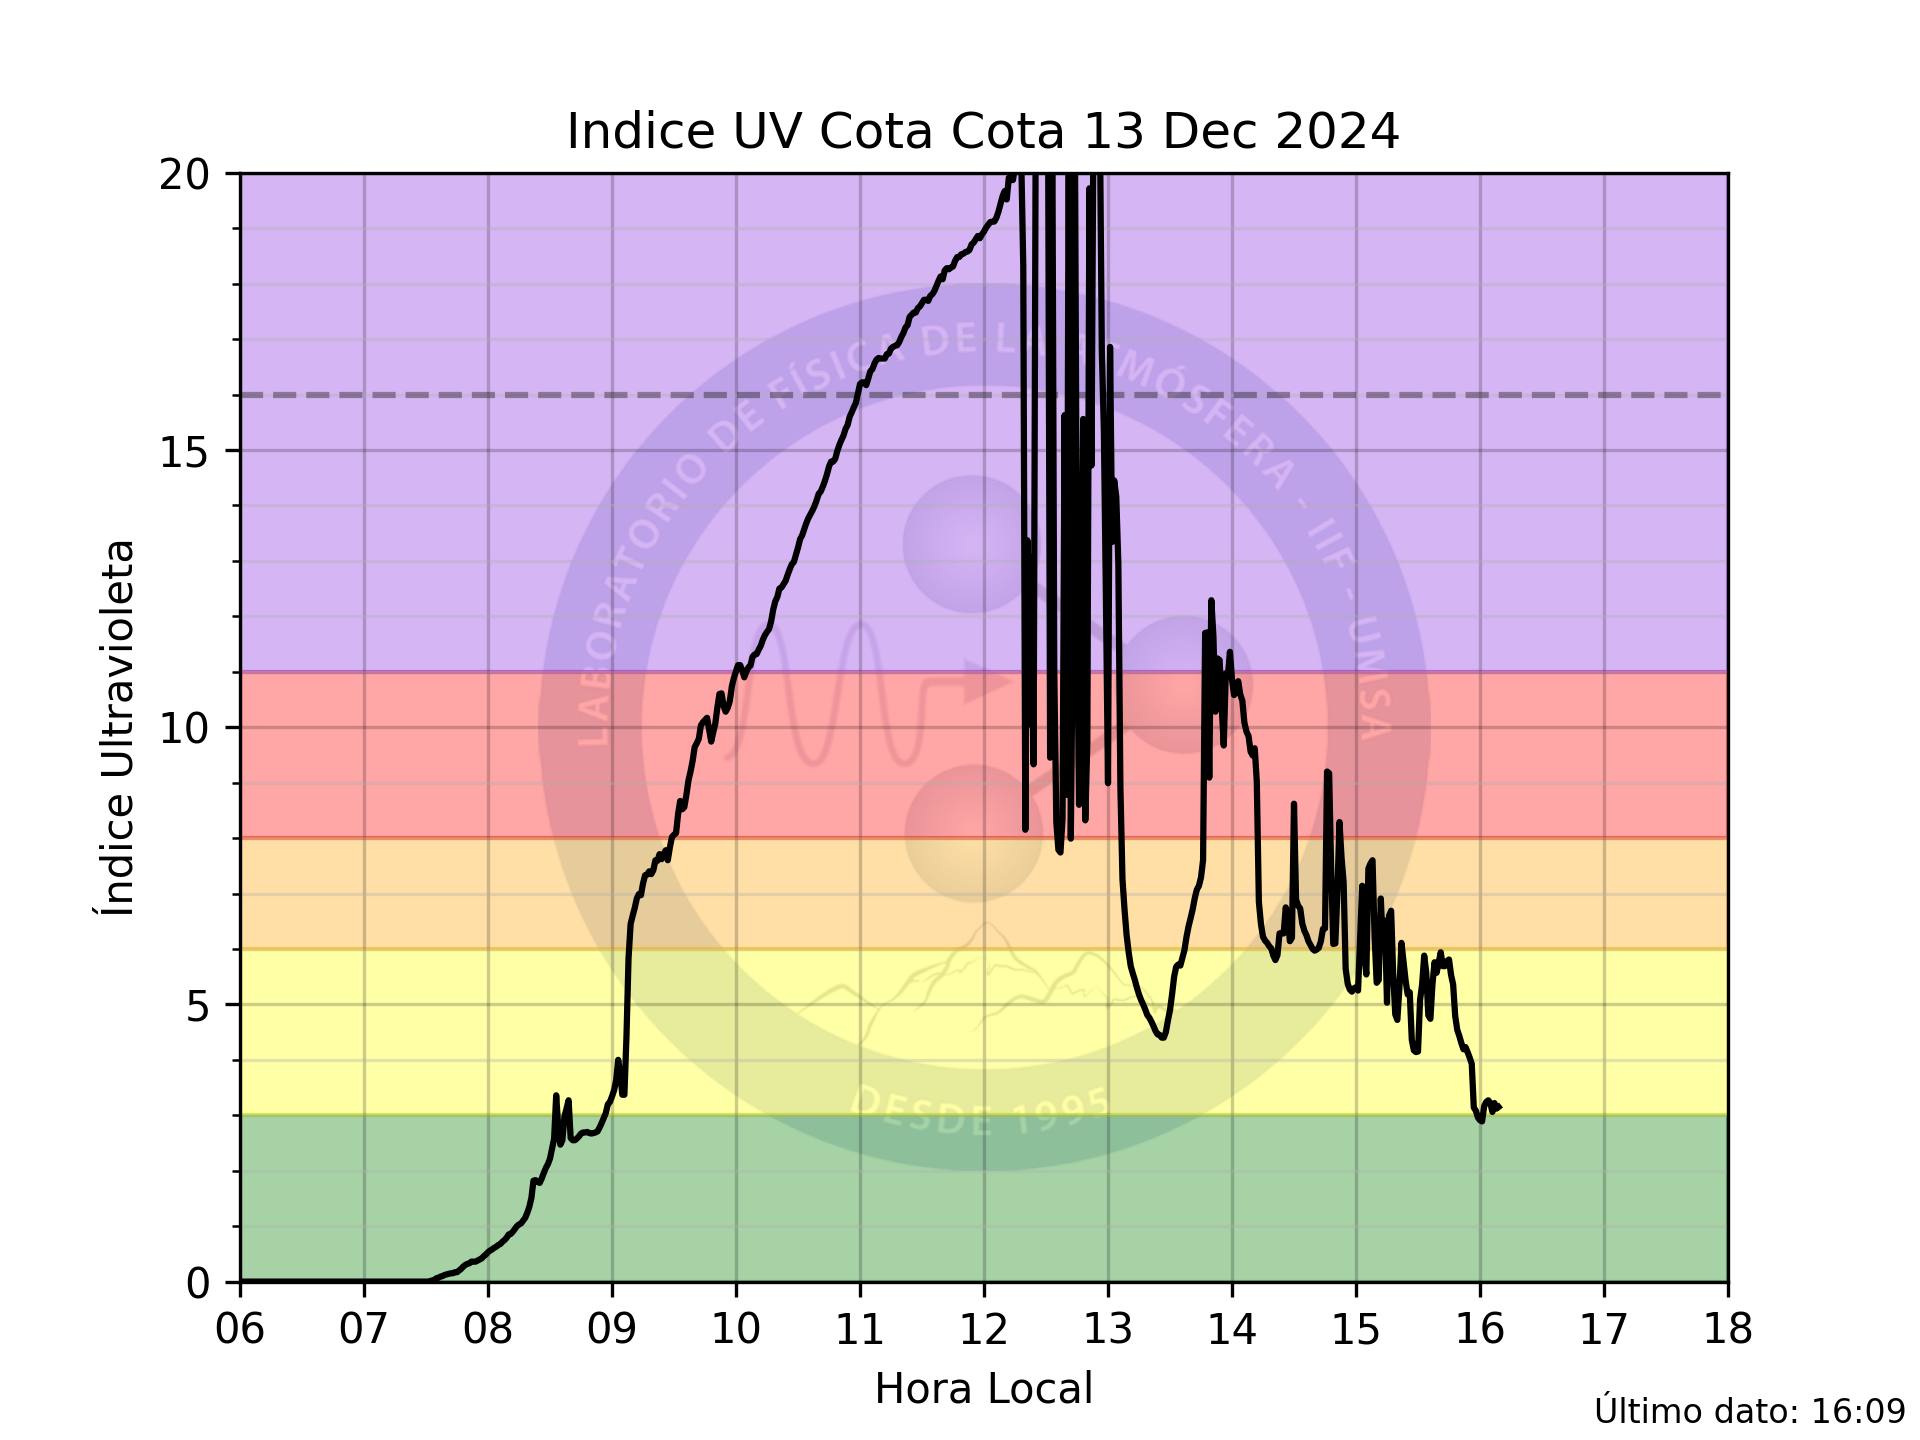 Indice UV Cota Cota 13 Dec 2024
20
15
10
5
0
Índice Ultravioleta
LABORATORIO DE FÍSICA DE LA ATMÓSFERA - IIF - UMSA
DESDE 1995
06 07 08 09 10 11 12 13 14 15 16 17 18
Hora Local
Último dato: 16:09